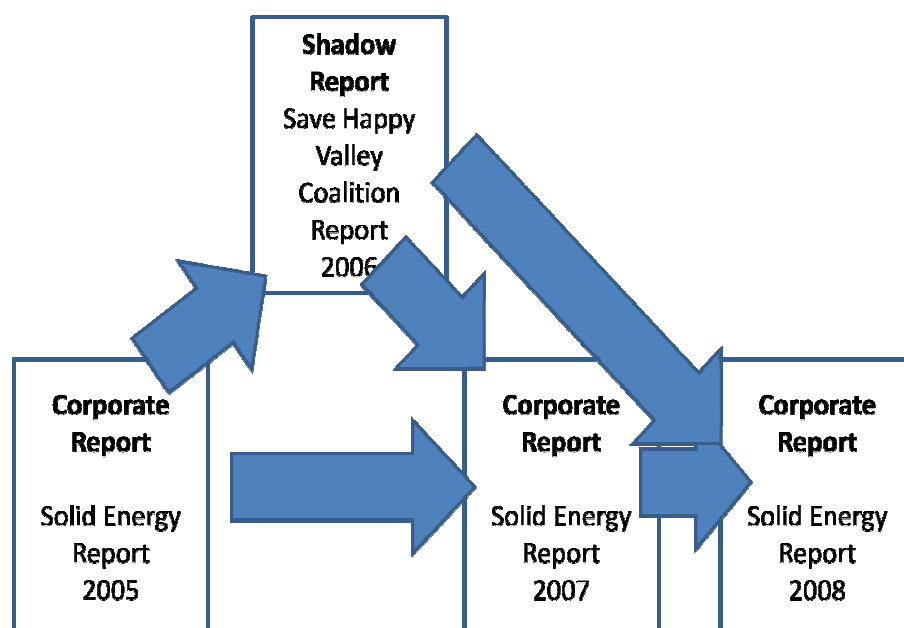 Shadow
Report
Save Happy
Valley
Coalition
Report
2006
Corporate
Report
Solid Energy
Report
2005
Corporate
Report
Solid Energy
Report
2007
Corporate
Report
Solid Energy
Report
2008